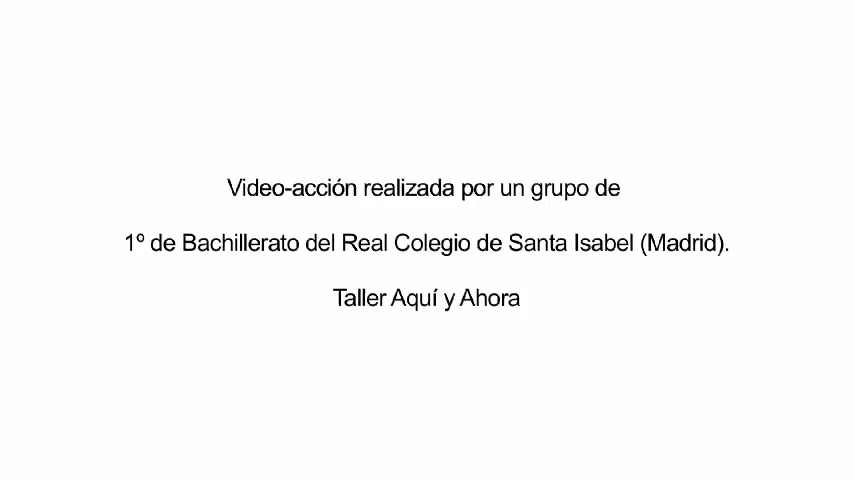 Video-acción realizada por un grupo de
1º de Bachillerato del Real Colegio de Santa Isabel (Madrid).
Taller Aquí y Ahora